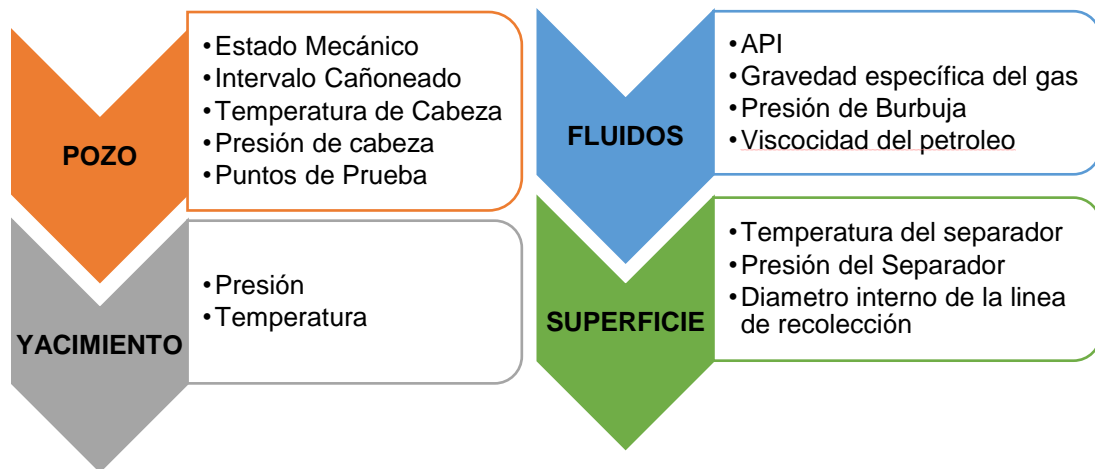 POZO
•Estado Mecánico
•Intervalo Cañoneado
•Temperatura de Cabeza
•Presión de cabeza
•Puntos de Prueba
YACIMIENTO
•Presión
•Temperatura
FLUIDOS
•API
•Gravedad específica del gas
•Presión de Burbuja
•Viscocidad del petroleo
SUPERFICIE
•Temperatura del separador
•Presión del Separador
•Diametro interno de la linea
de recolección